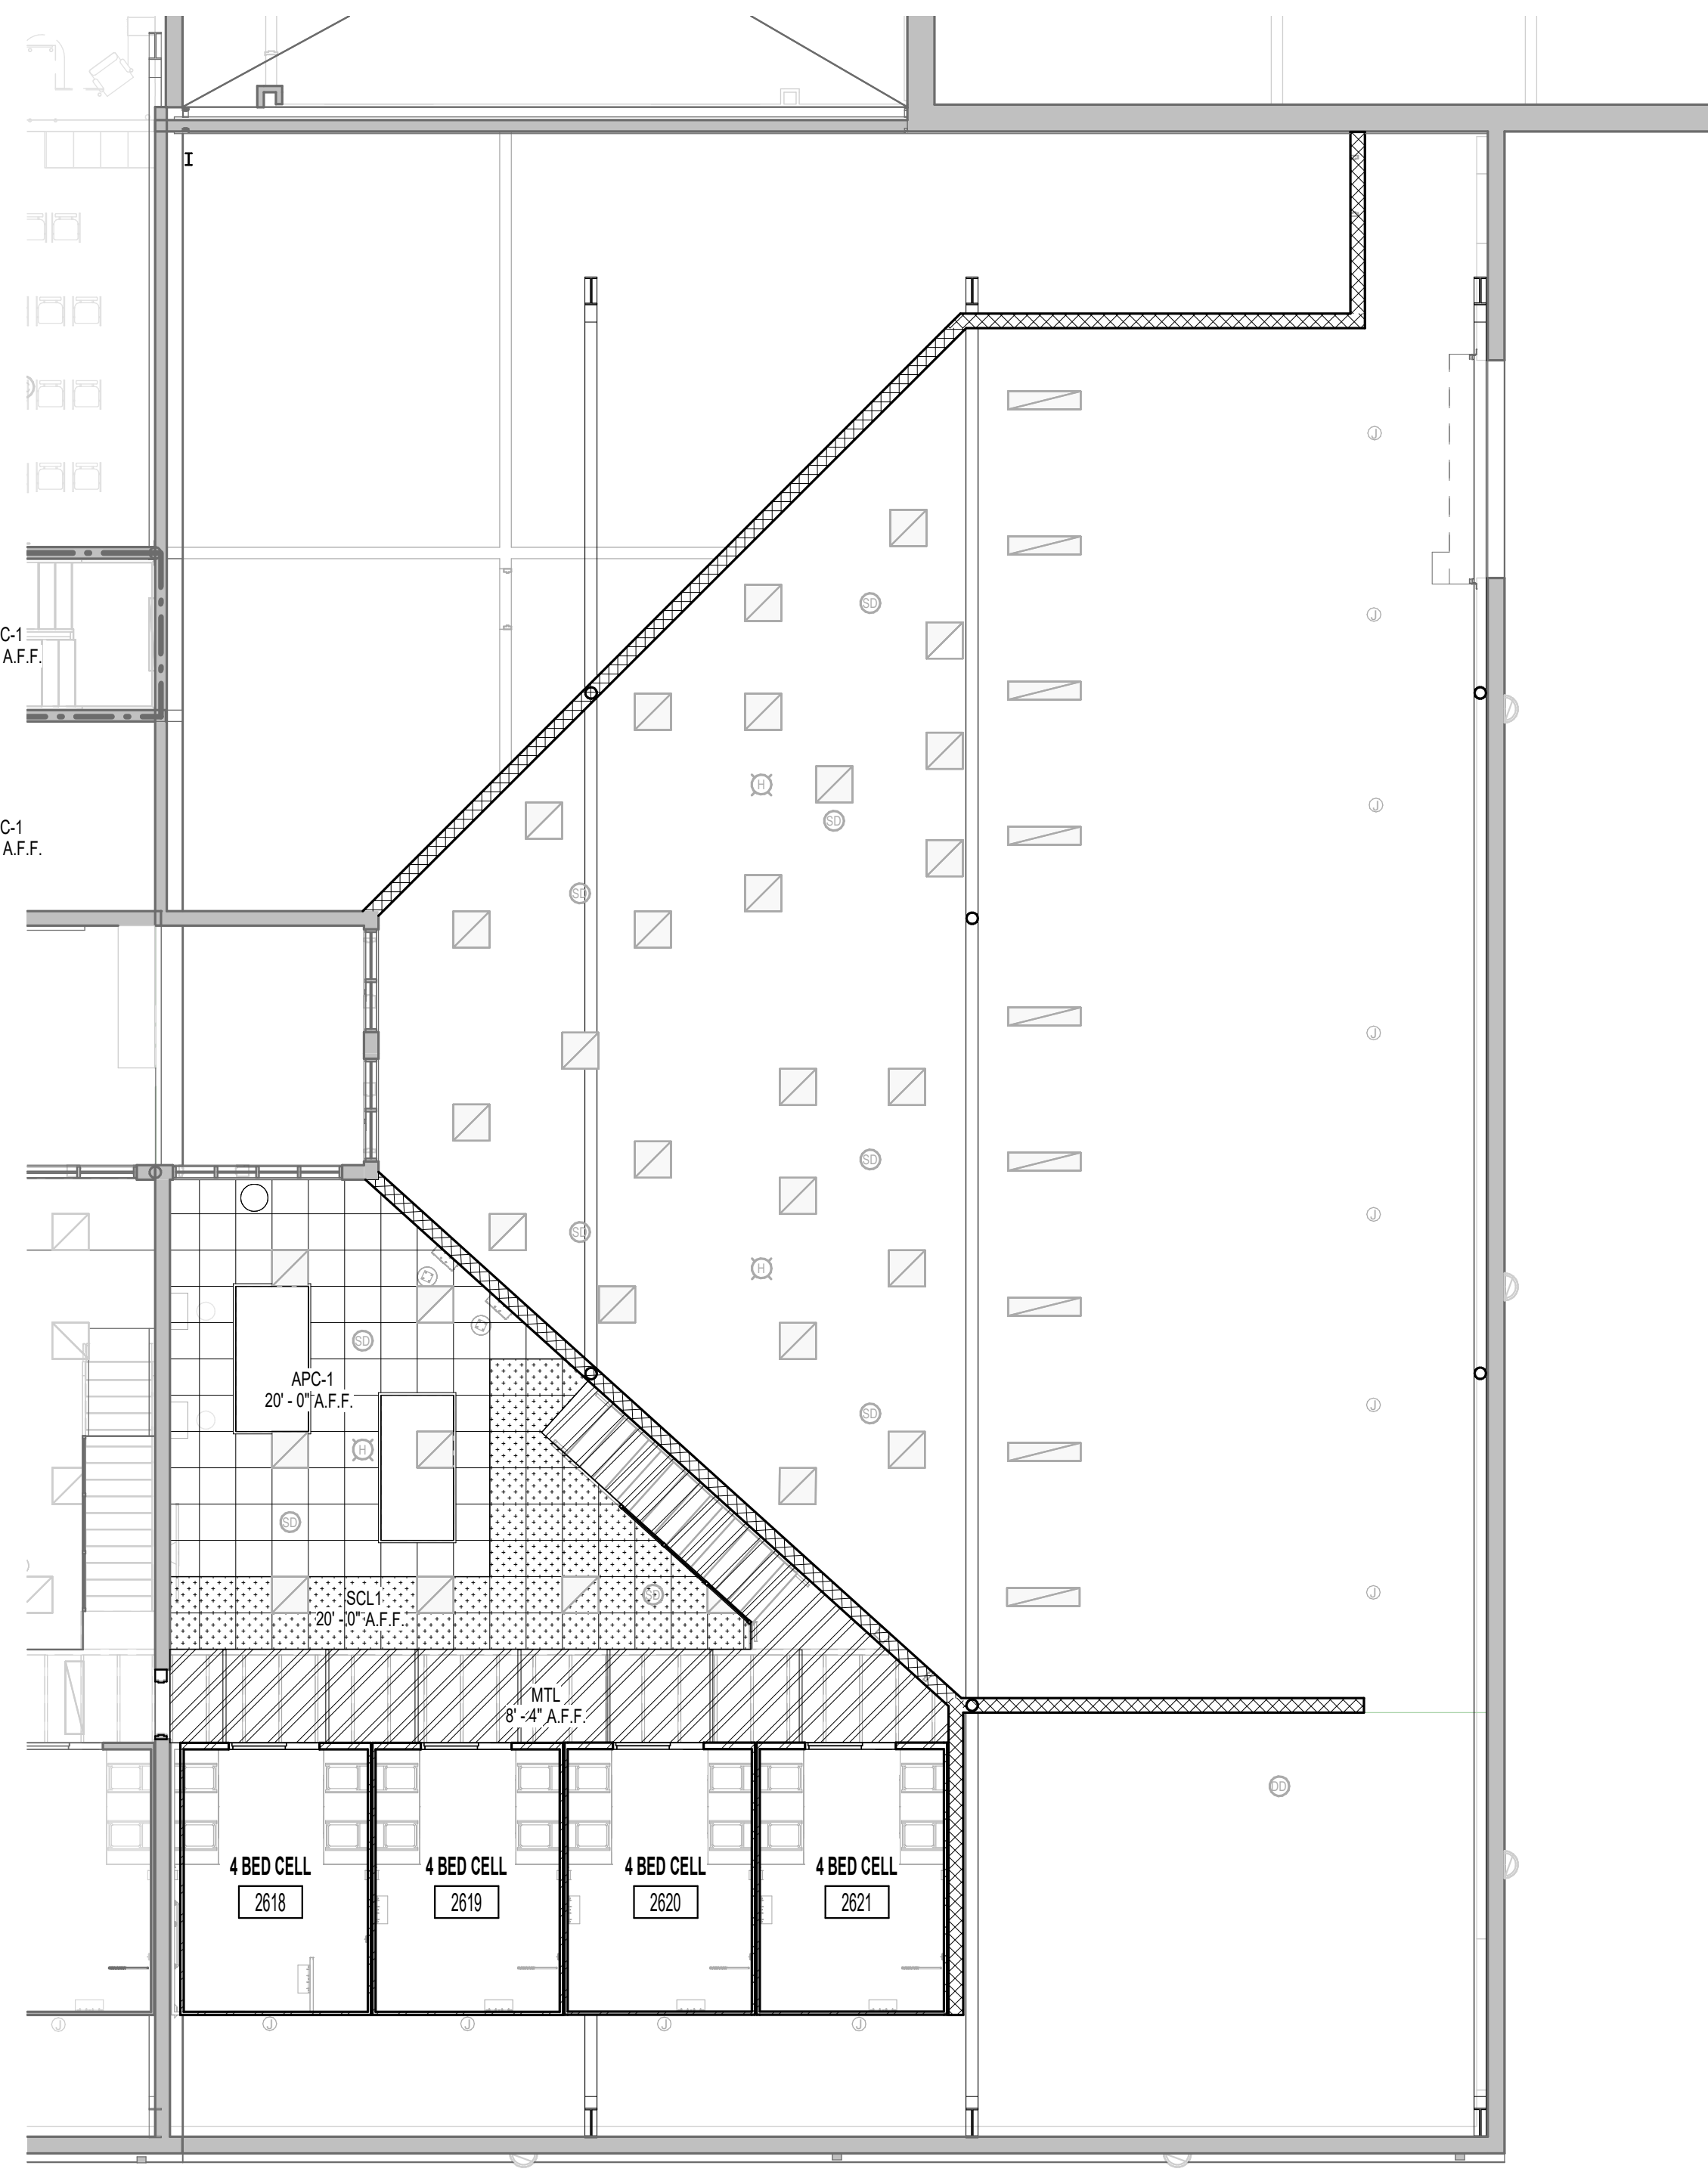 J
C-1
A.F.F.
SD
J
H
J
C-1
A.F.F.
SD
SD
J
SD
J
SD
H
SD
APC-1
20' - 0" A.F.F.
J
SD
H
SD
SCL1
20' - 0" A.F.F.
SD
J
MTL
8' - 4" A.F.F.
DD
4 BED CELL
4 BED CELL
4 BED CELL
4 BED CELL
2618
2619
2620
2621
J
J
J
J
J